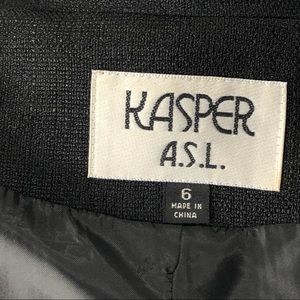 KASPER
A.S.L.
6
MADE IN
CHINA